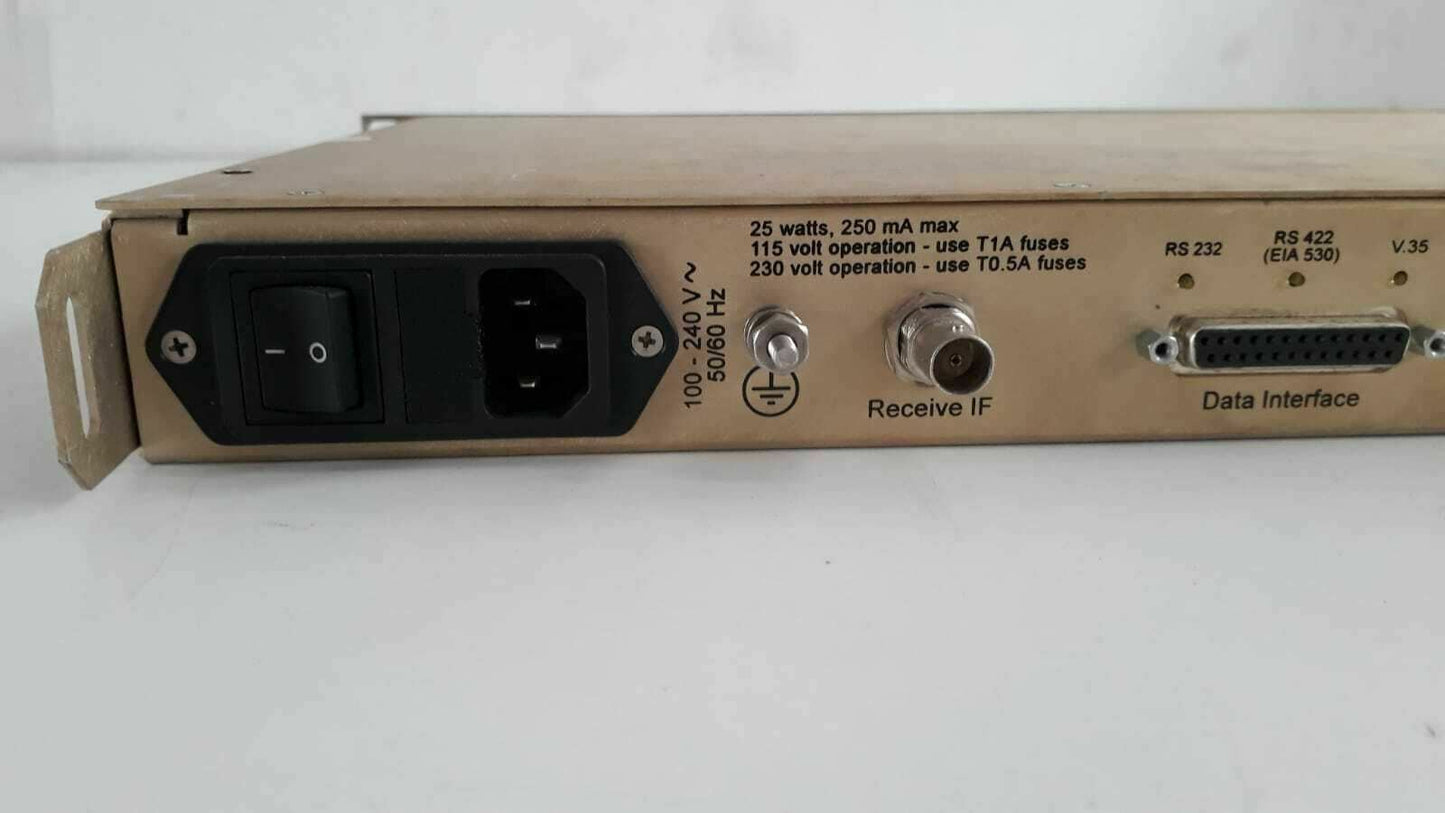 25 watts, 250 mA max
115 volt operation - use T1A fuses
230 volt operation - use T0.5A fuses
I O
100 - 240 V ~
50/60 Hz
Receive IF
RS 232
RS 422
(EIA 530)
V.35
Data Interface